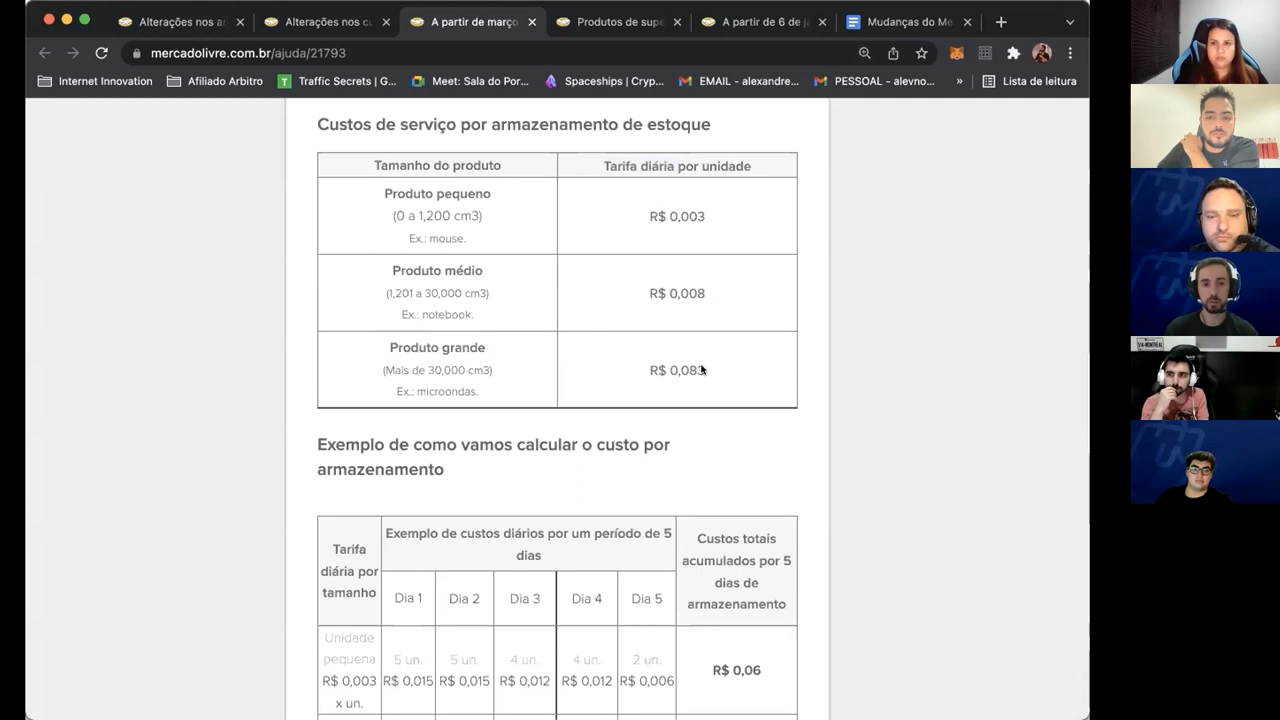 Alterações nos a
Alterações nos cu
A partir de março
Produtos de supe
A partir de 6 de ja
Mudanças do Me
mercadolivre.com.br/ajuda/21793
Internet Innovation
Afiliado Arbitro
Traffic Secrets | G...
Meet: Sala do Por...
Spaceships | Cryp...
EMAIL - alexandre...
PESSOAL - alevno...
»
Lista de leitura
Custos de serviço por armazenamento de estoque
Tamanho do produto
Tarifa diária por unidade
Produto pequeno
(0 a 1,200 cm3)
Ex.: mouse.
R$ 0,003
Produto médio
(1,201 a 30,000 cm3)
Ex.: notebook.
R$ 0,008
Produto grande
(Mais de 30,000 cm3)
Ex.: microondas.
R$ 0,083
Exemplo de como vamos calcular o custo por
armazenamento
Tarifa
diária por
tamanho
Exemplo de custos diários por um período de 5
dias
Custos totais
acumulados por 5
dias de
armazenamento
Dia 1
Dia 2
Dia 3
Dia 4
Dia 5
Unidade
pequena
R$ 0,003
x un.
5 un.
R$ 0,015
5 un.
R$ 0,015
4 un.
R$ 0,012
4 un.
R$ 0,012
2 un.
R$ 0,006
R$ 0,06